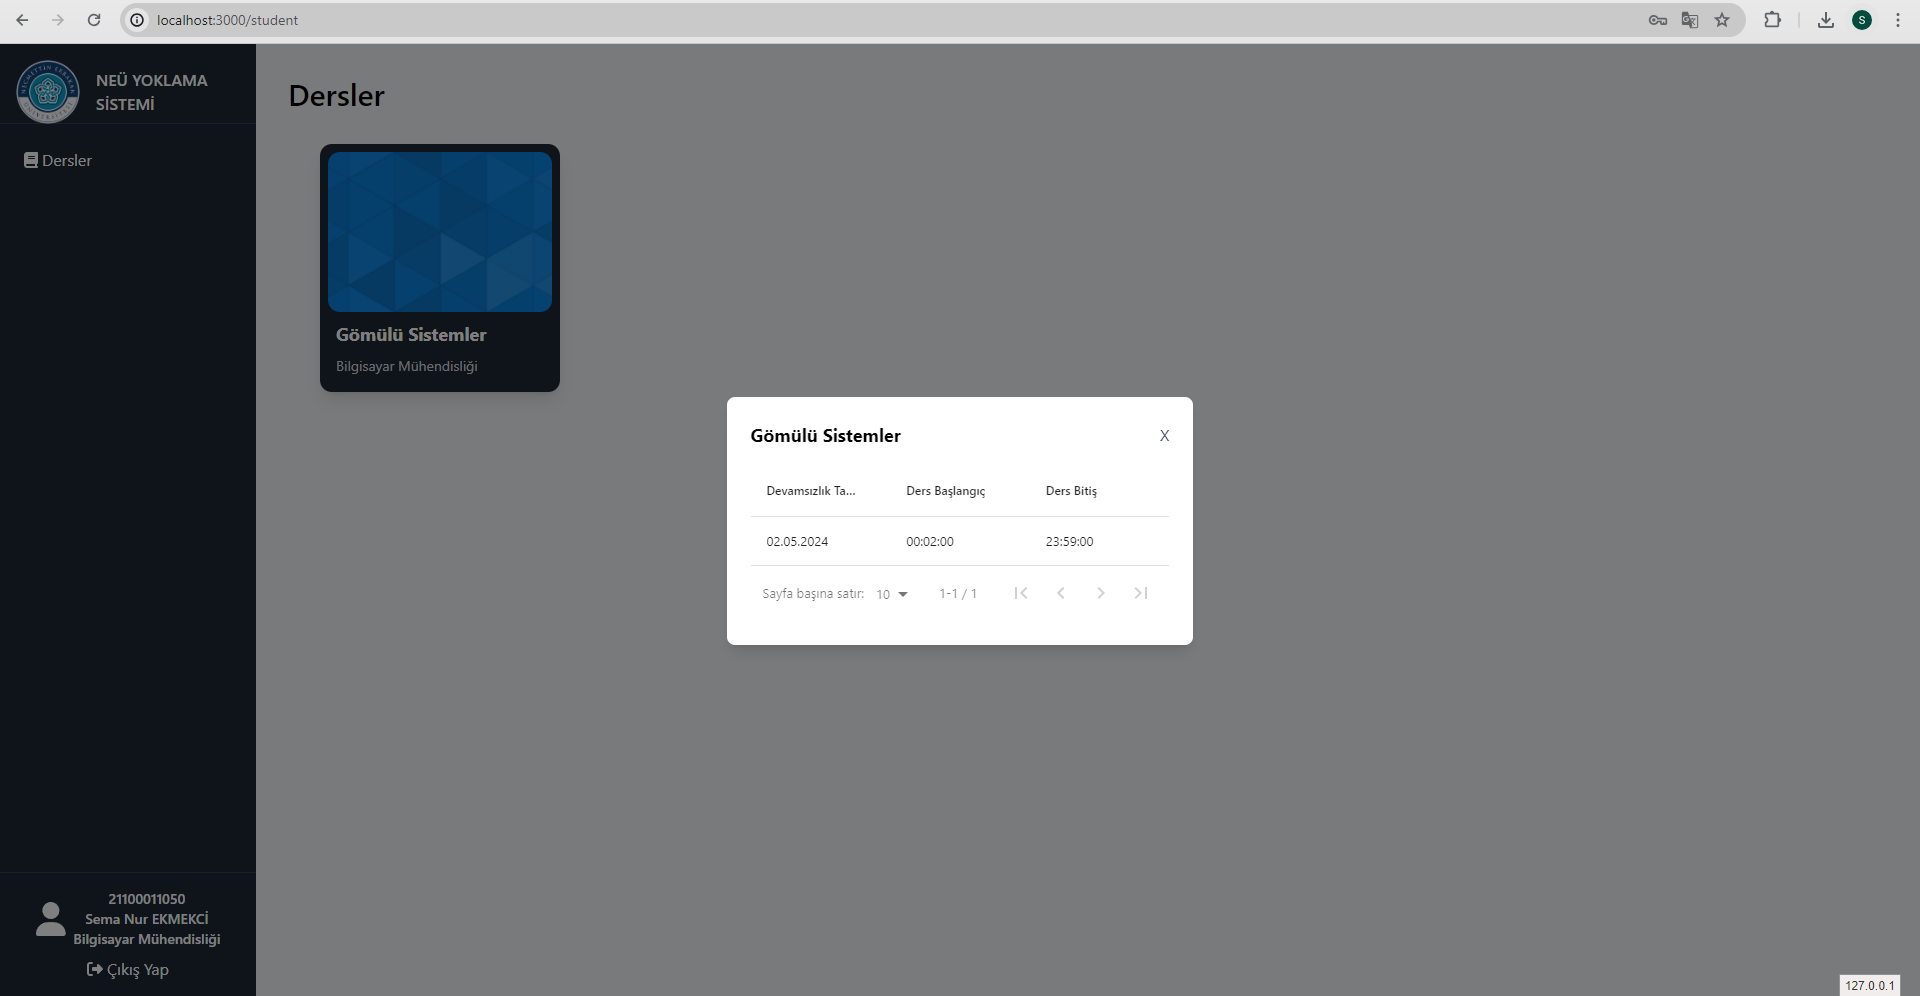 localhost:3000/student
S
NEÜ YOKLAMA
SİSTEMİ
Dersler
Dersler
Gömülü Sistemler
Bilgisayar Mühendisliği
Gömülü Sistemler
X
Devamsızlık Ta... Ders Başlangıç Ders Bitiş
02.05.2024 00:02:00 23:59:00
Sayfa başına satır: 10 1-1 / 1
21100011050
Sema Nur EKMEKCİ
Bilgisayar Mühendisliği
Çıkış Yap
127.0.0.1